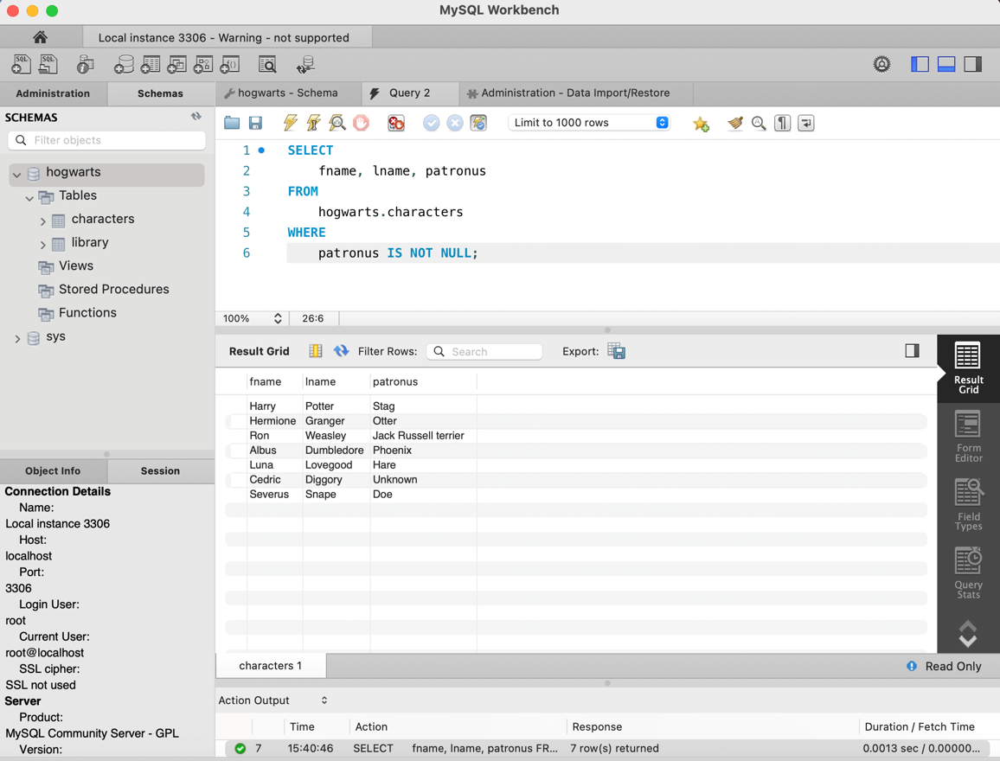 MySQL Workbench
Local instance 3306 - Warning - not supported
Administration Schemas hogwarts - Schema Query 2 Administration - Data Import/Restore
SCHEMAS
Filter objects
hogwarts
Tables
characters
library
Views
Stored Procedures
Functions
sys
Limit to 1000 rows
1 SELECT
2 fname, lname, patronus
3 FROM
4 hogwarts.characters
5 WHERE
6 patronus IS NOT NULL;
100% 26:6
Result Grid Filter Rows: Search Export:
fname lname patronus
Harry Potter Stag
Hermione Granger Otter
Ron Weasley Jack Russell terrier
Albus Dumbledore Phoenix
Luna Lovegood Hare
Cedric Diggory Unknown
Severus Snape Doe
Result
Grid
Form
Editor
Field
Types
Query
Stats
characters 1 Read Only
Object Info Session
Connection Details
Name:
Local instance 3306
Host:
localhost
Port:
3306
Login User:
root
Current User:
root@localhost
SSL cipher:
SSL not used
Server
Product:
MySQL Community Server - GPL
Version:
Action Output
Time Action Response Duration / Fetch Time
7 15:40:46 SELECT fname, lname, patronus FR... 7 row(s) returned 0.0013 sec / 0.00000...